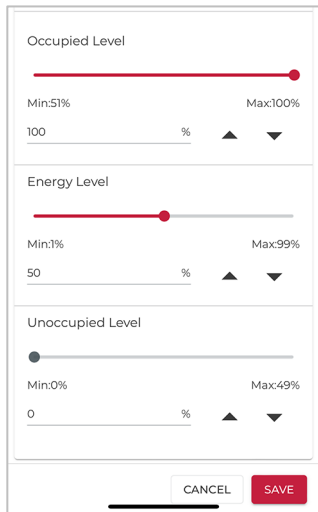 Occupied Level
Min:51% Max:100%
100 %
Energy Level
Min:1% Max:99%
50 %
Unoccupied Level
Min:0% Max:49%
0 %
CANCEL SAVE